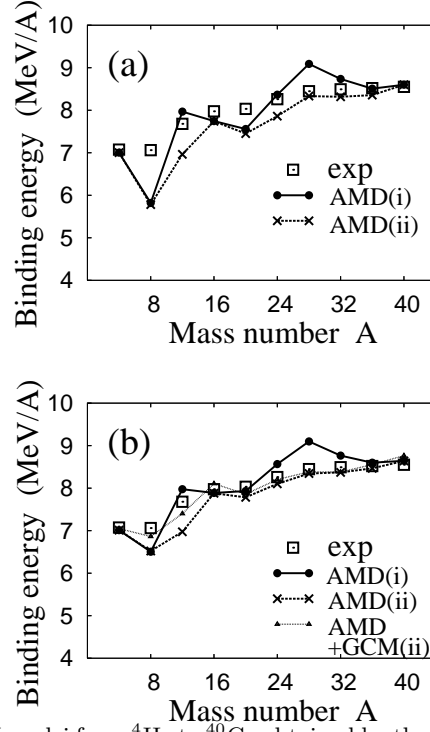 Binding energy (MeV/A)
10
9
8
7
6
5
4
(a)
exp
AMD(i)
AMD(ii)
8
16
24
32
40
Mass number A
Binding energy (MeV/A)
10
9
8
7
6
5
4
(b)
exp
AMD(i)
AMD(ii)
AMD
+GCM(ii)
8
16
24
32
40
Mass number A